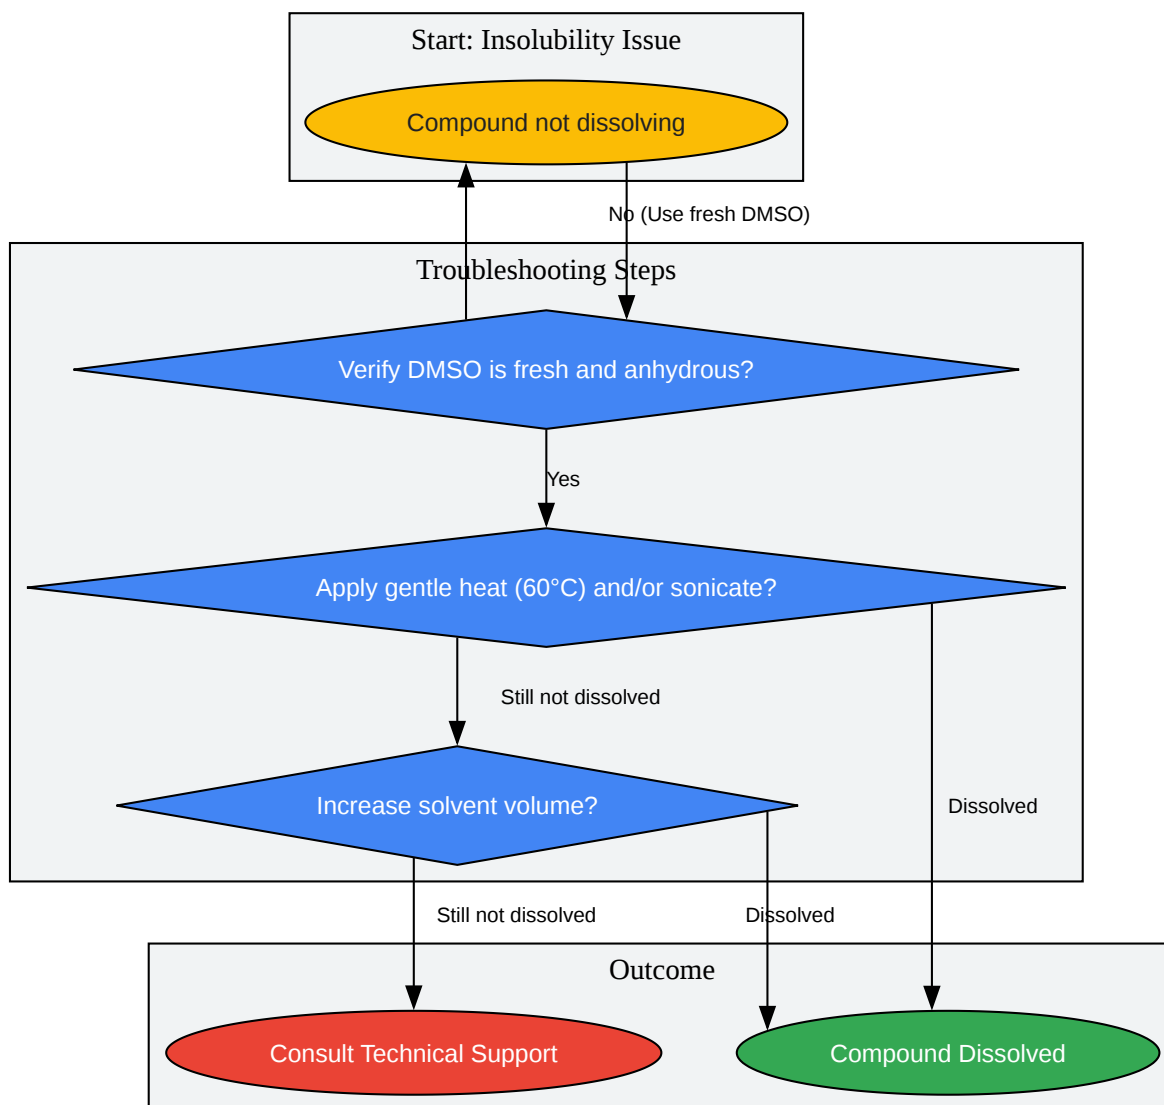 Start: Insolubility Issue
Compound not dissolving
No (Use fresh DMSO)
Troubleshooting Steps
Verify DMSO is fresh and anhydrous?
Yes
Apply gentle heat (60°C) and/or sonicate?
Still not dissolved
Increase solvent volume?
Dissolved
Still not dissolved
Dissolved
Outcome
Consult Technical Support
Compound Dissolved